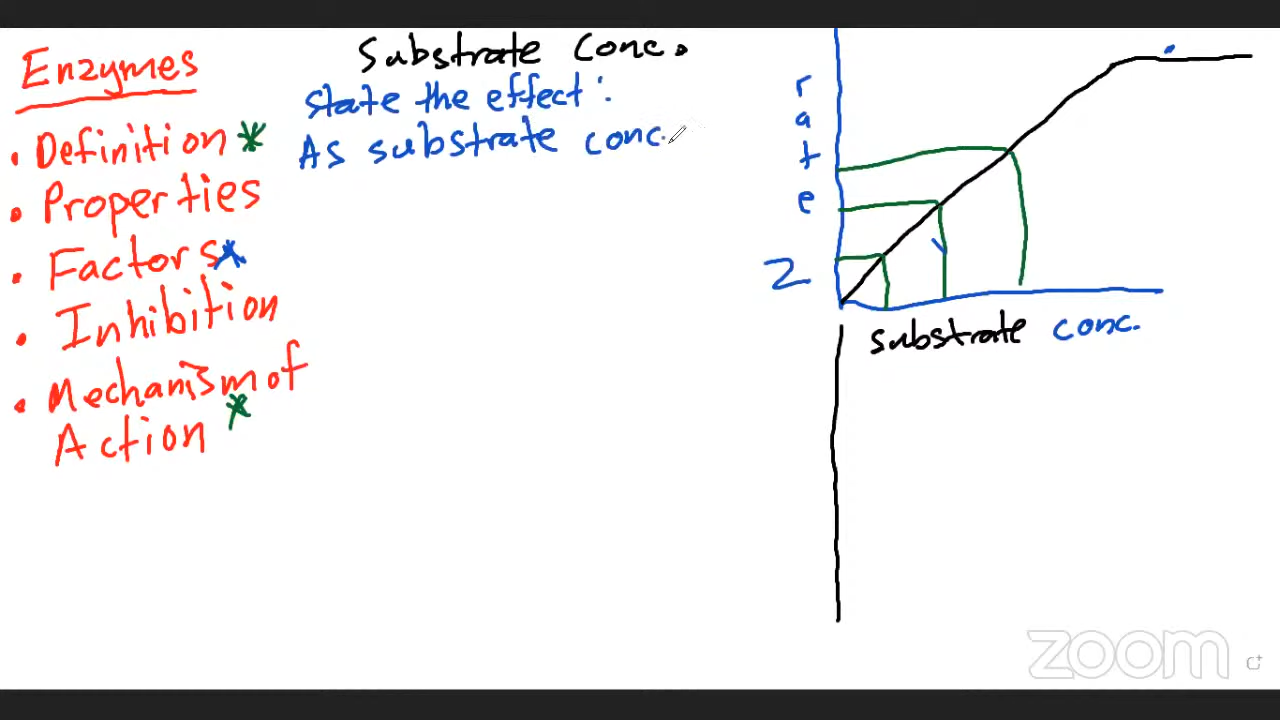 Enzymes
• Definition *
• Properties
• Factors *
• Inhibition
• Mechanism of
Action *
Substrate Conc.
State the effect:
As substrate conc.
rate
substrate conc.
zoom